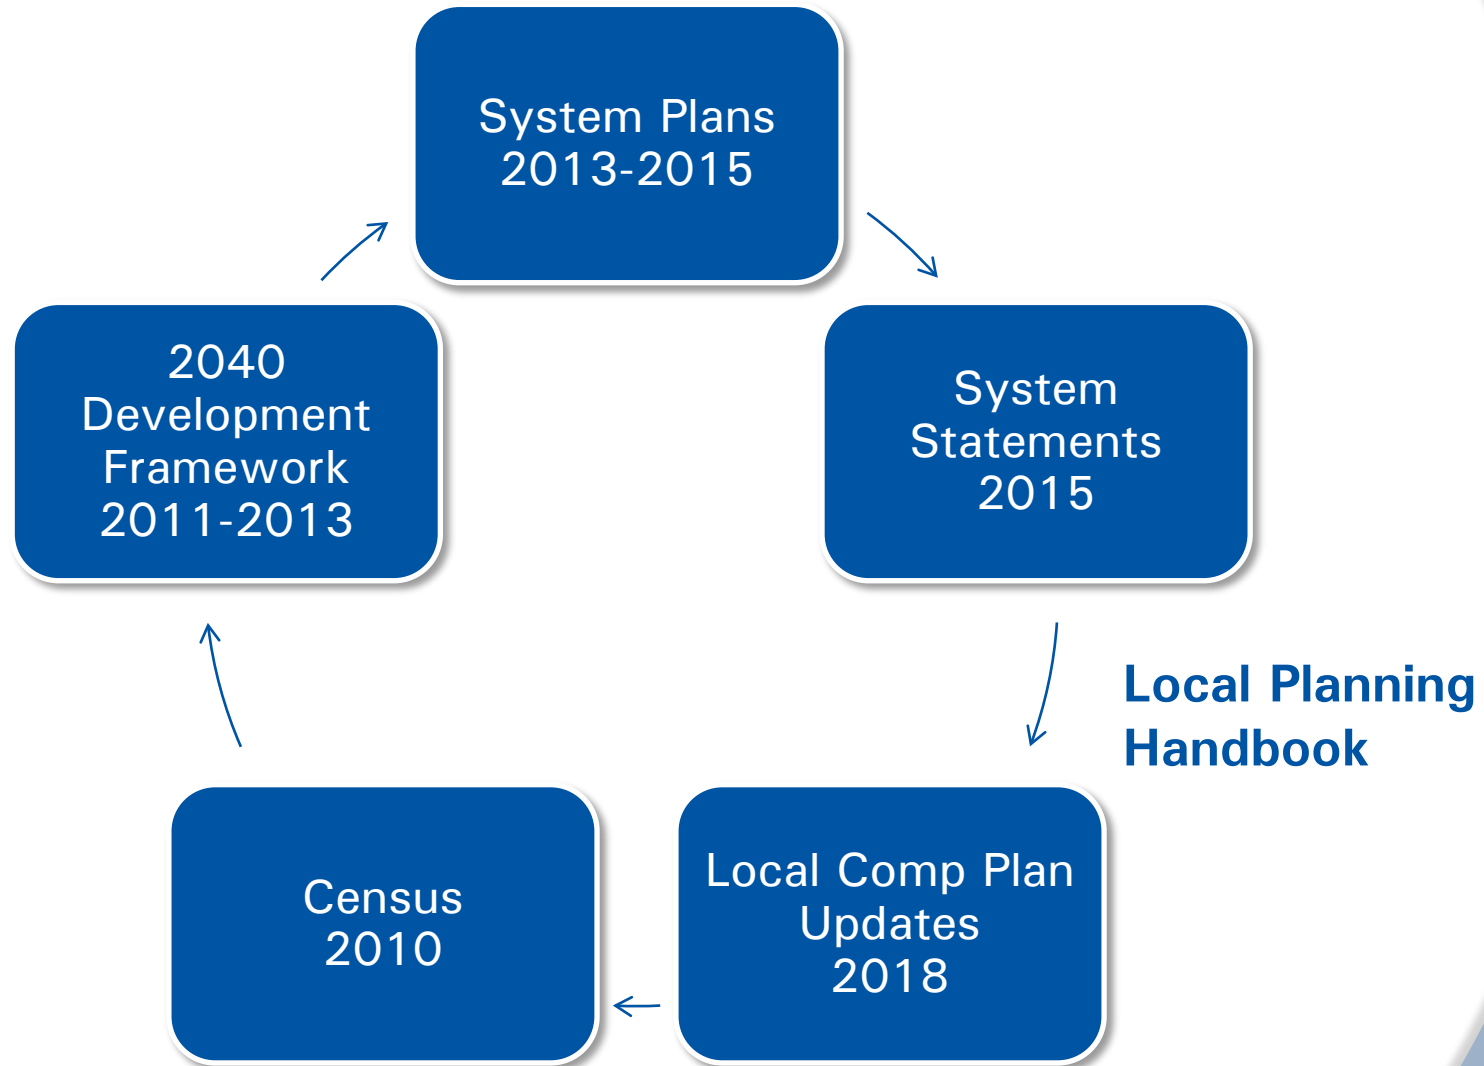 System Plans
2013-2015
2040
Development
Framework
2011-2013
System
Statements
2015
Local Planning
Handbook
Census
2010
Local Comp Plan
Updates
2018